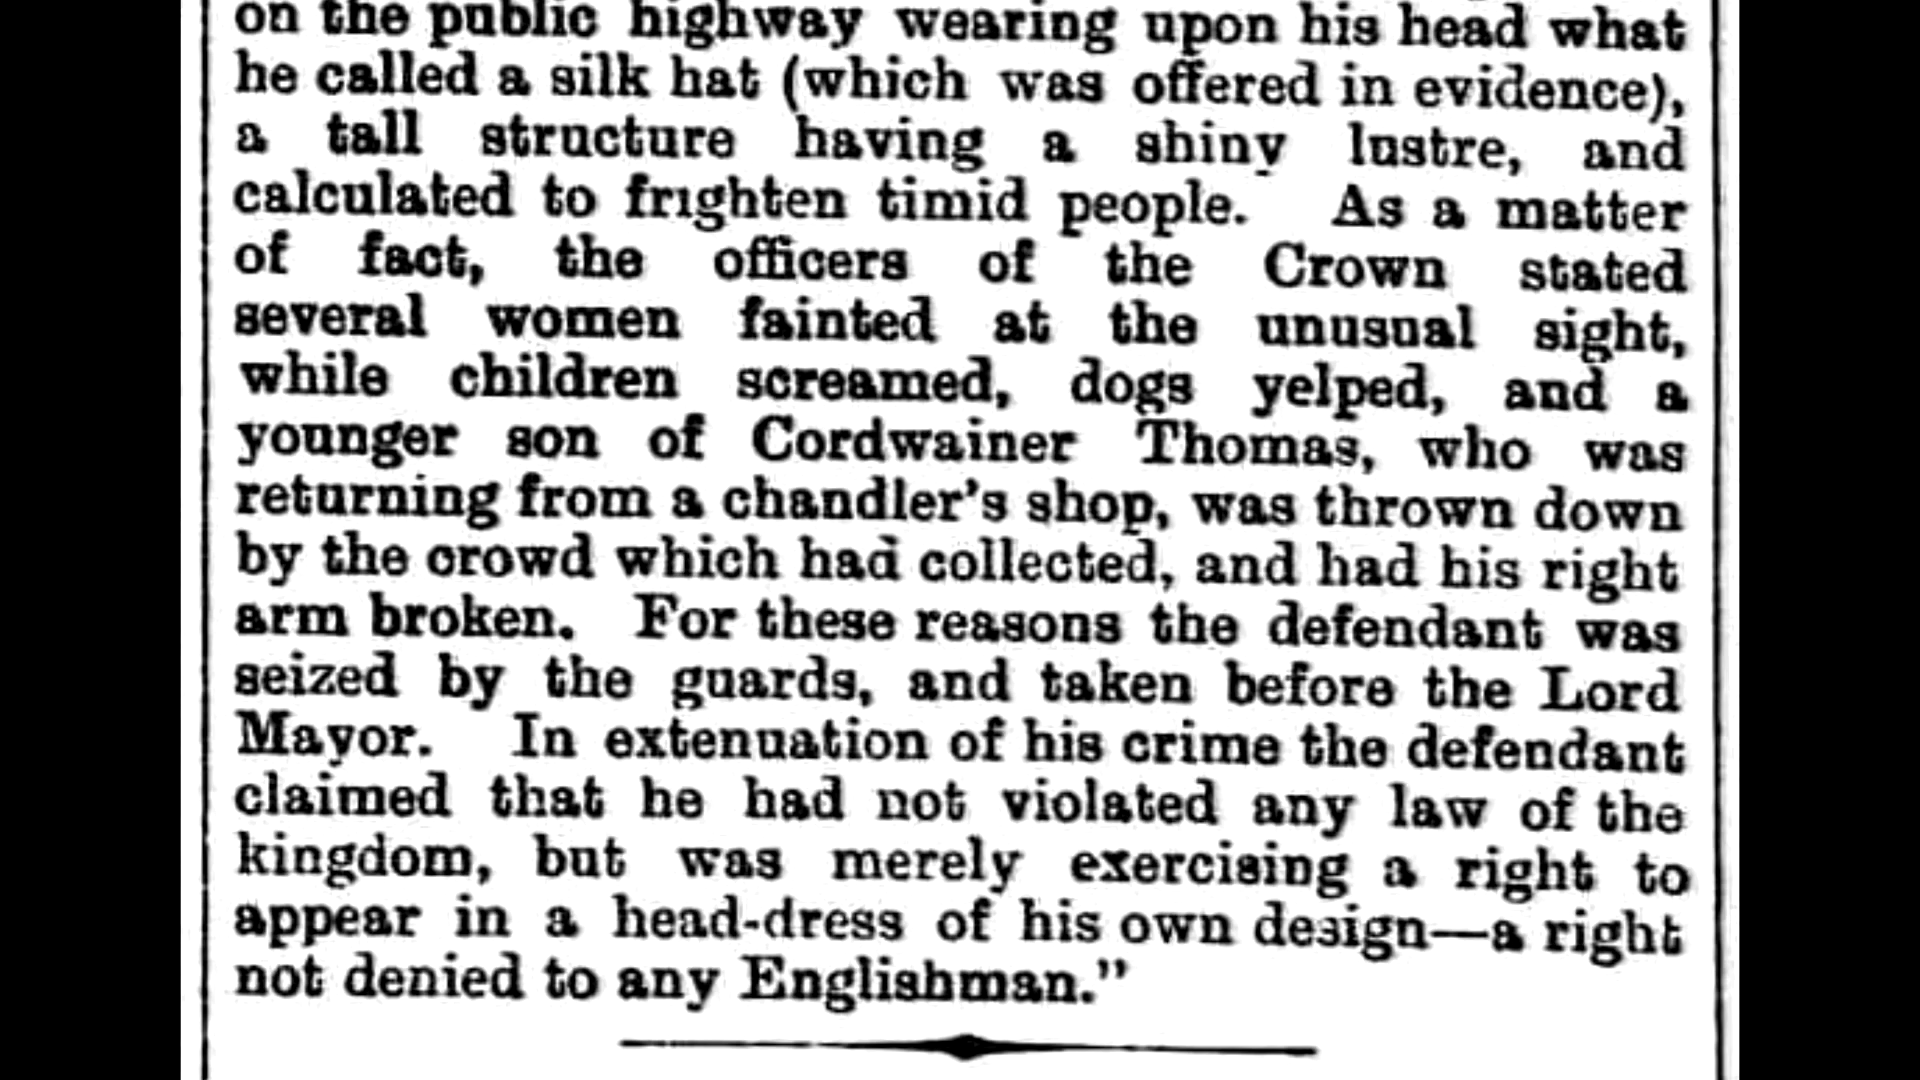 on the public highway wearing upon his head what
he called a silk hat (which was offered in evidence),
a tall structure having a shiny lustre, and
calculated to frighten timid people. As a matter
of fact, the officers of the Crown stated
several women fainted at the unusual sight,
while children screamed, dogs yelped, and a
younger son of Cordwainer Thomas, who was
returning from a chandler's shop, was thrown down
by the crowd which had collected, and had his right
arm broken. For these reasons the defendant was
seized by the guards, and taken before the Lord
Mayor. In extenuation of his crime the defendant
claimed that he had not violated any law of the
kingdom, but was merely exercising a right to
appear in a head-dress of his own design—a right
not denied to any Englishman."